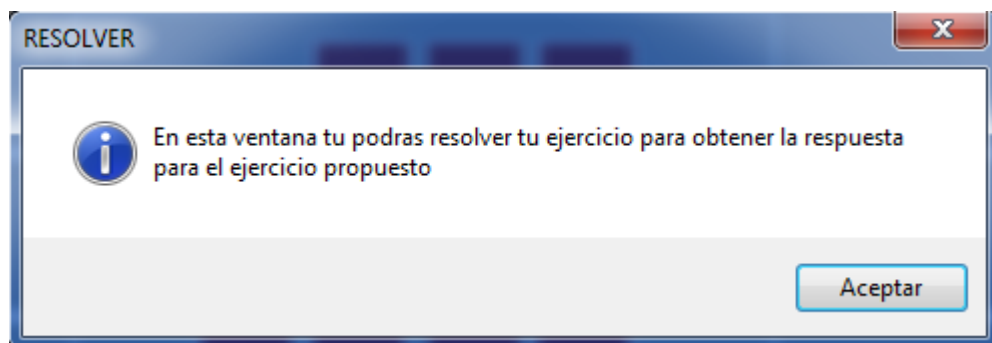 RESOLVER
En esta ventana tu podras resolver tu ejercicio para obtener la respuesta
para el ejercicio propuesto
Aceptar